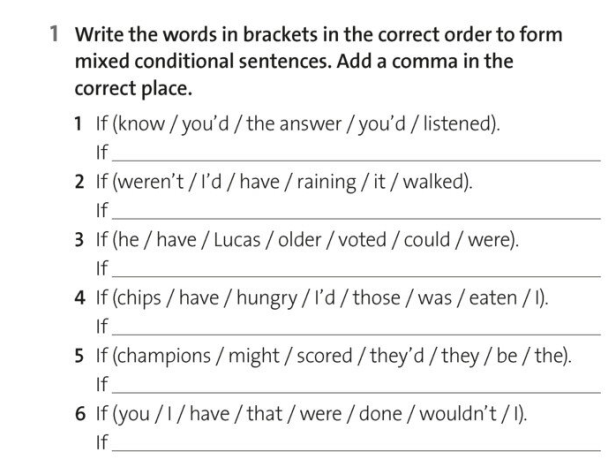 1 Write the words in brackets in the correct order to form
mixed conditional sentences. Add a comma in the
correct place.
1 If (know / you’d / the answer / you’d / listened).
If
2 If (weren’t / I’d / have / raining / it / walked).
If
3 If (he / have / Lucas / older / voted / could / were).
If
4 If (chips / have / hungry / I’d / those / was / eaten / I).
If
5 If (champions / might / scored / they’d / they / be / the).
If
6 If (you / I / have / that / were / done / wouldn’t / I).
If